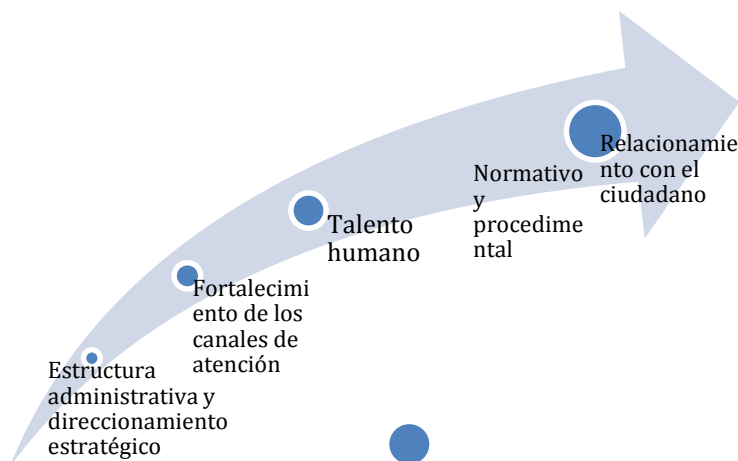 Estructura
administrativa y
direccionamiento
estratégico
Fortalecimi
ento de los
canales de
atención
Talento
humano
Normativo
y
procedime
ntal
Relacionamie
nto con el
ciudadano